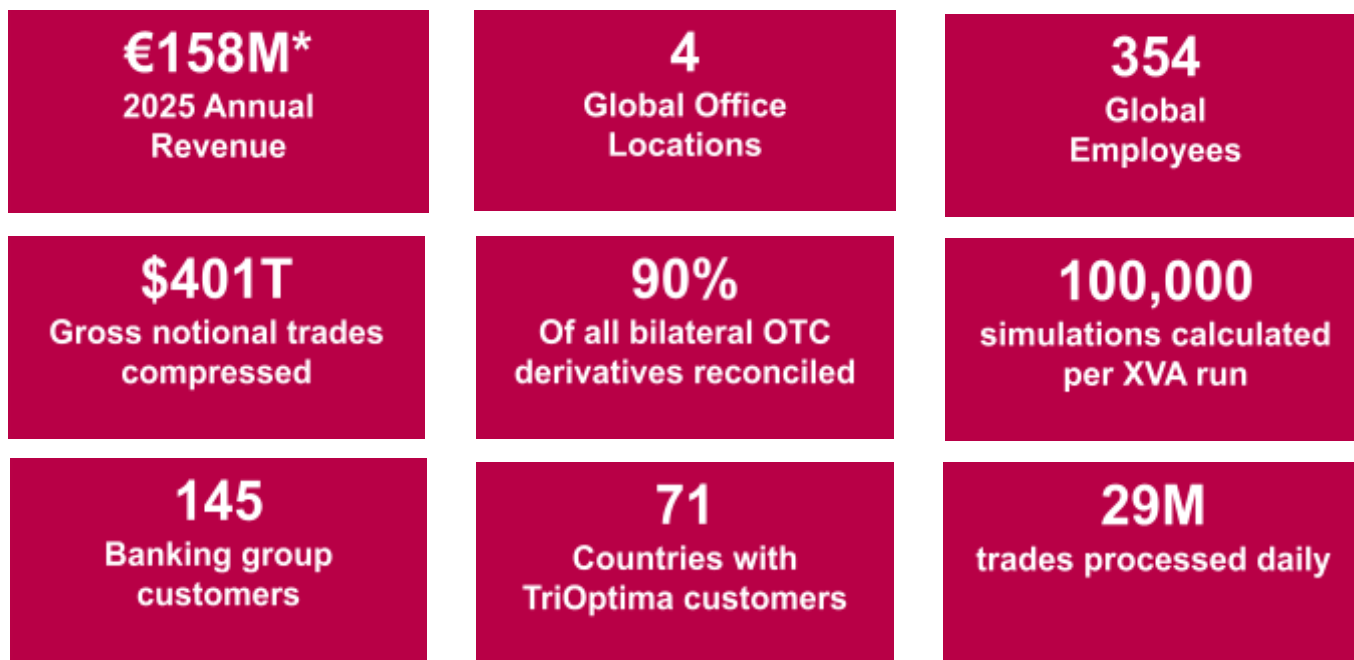 €158M*
2025 Annual
Revenue
4
Global Office
Locations
354
Global
Employees
$401T
Gross notional trades
compressed
90%
Of all bilateral OTC
derivatives reconciled
100,000
simulations calculated
per XVA run
145
Banking group
customers
71
Countries with
TriOptima customers
29M
trades processed daily